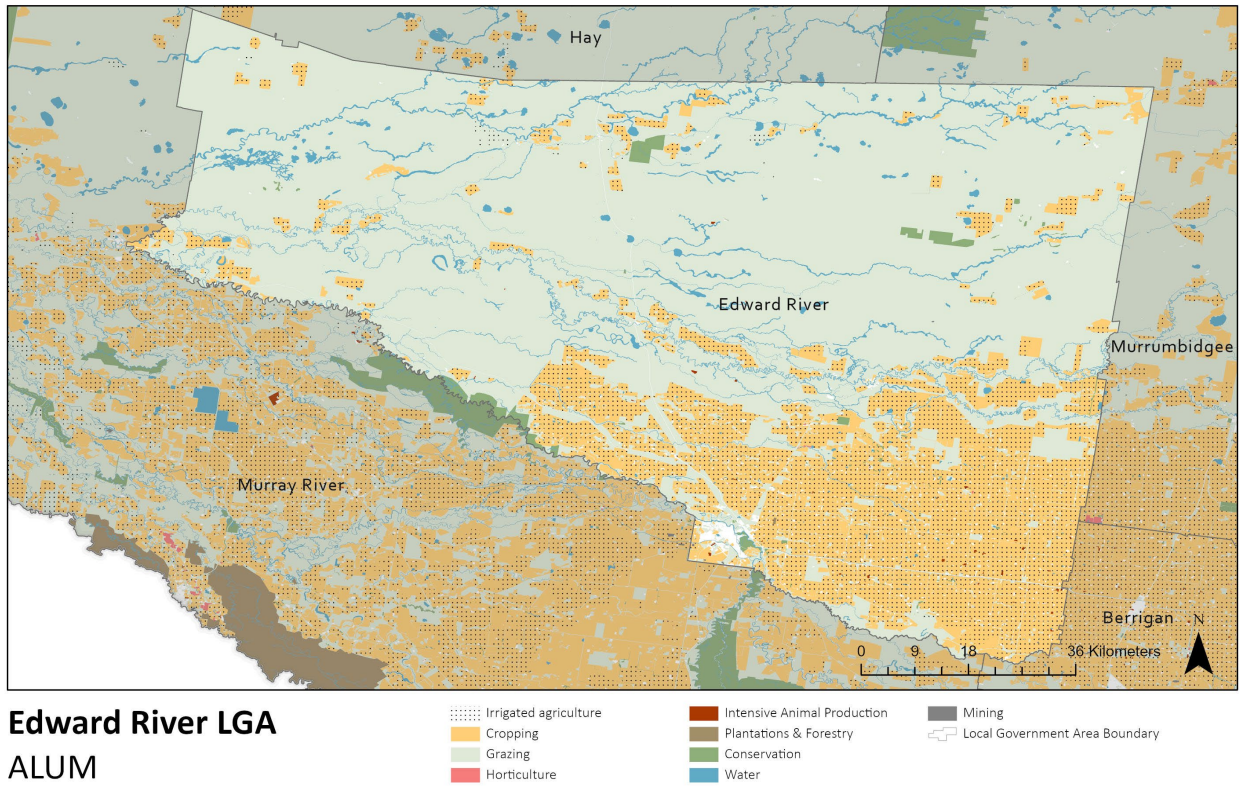 Hay
Edward River
Murrumbidgee
Murray River
Berrigan
N
0 9 18 36 Kilometers
Edward River LGA
ALUM
Irrigated agriculture
Cropping
Grazing
Horticulture
Intensive Animal Production
Plantations & Forestry
Conservation
Water
Mining
Local Government Area Boundary